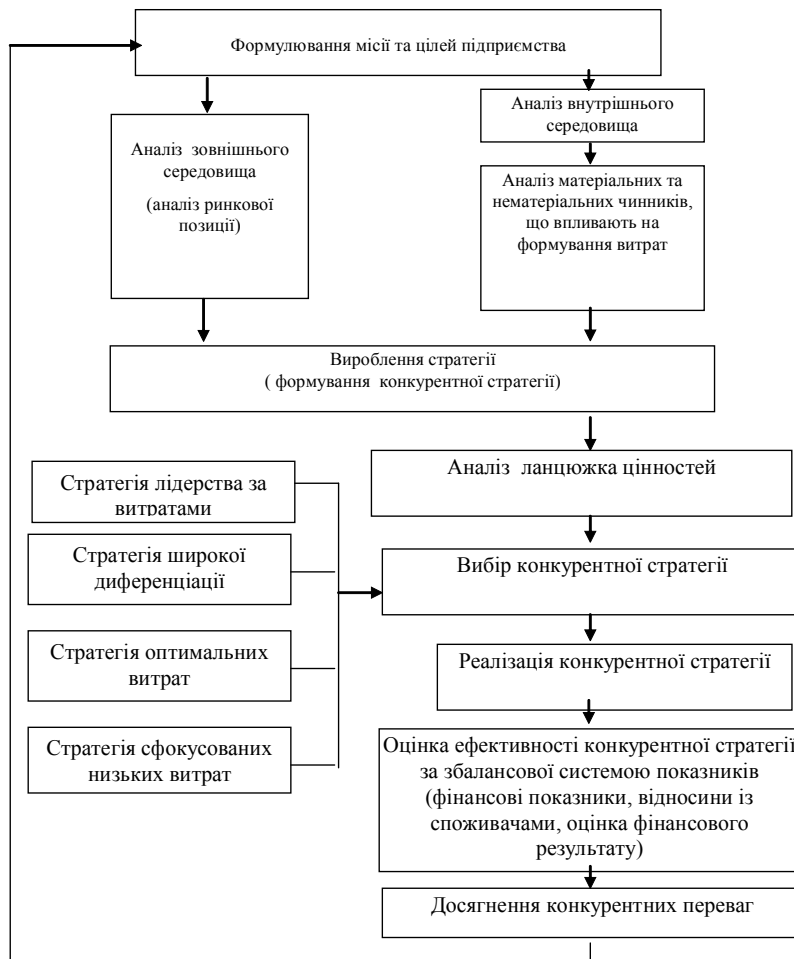 Формулювання місії та цілей підприємства
Аналіз зовнішнього
середовища
(аналіз ринкової
позиції)
Аналіз внутрішнього
середовища
Аналіз матеріальних та
нематеріальних чинників,
що впливають на
формування витрат
Вироблення стратегії
( формування конкурентної стратегії)
Аналіз ланцюжка цінностей
Стратегія лідерства за
витратами
Стратегія широкої
диференціації
Стратегія оптимальних
витрат
Стратегія сфокусованих
низьких витрат
Вибір конкурентної стратегії
Реалізація конкурентної стратегії
Оцінка ефективності конкурентної стратегії
за збалансової системою показників
(фінансові показники, відносини із
споживачами, оцінка фінансового
результату)
Досягнення конкурентних переваг